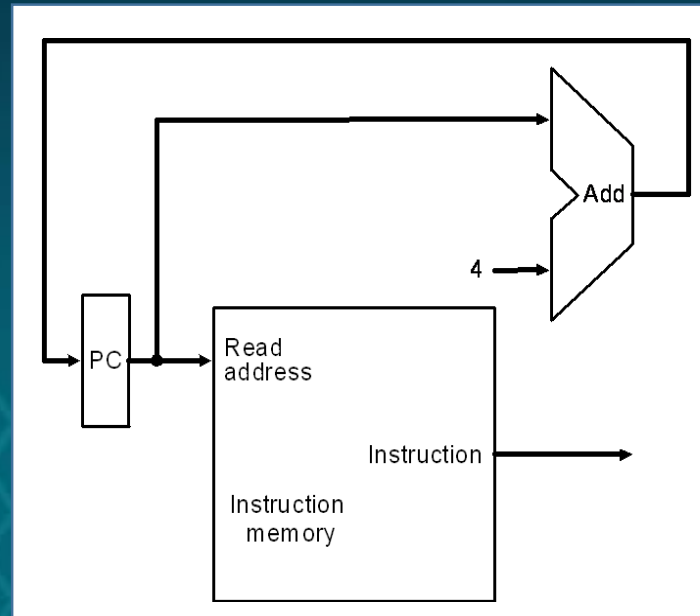 Add
4
PC
Read
address
Instruction
Instruction
memory